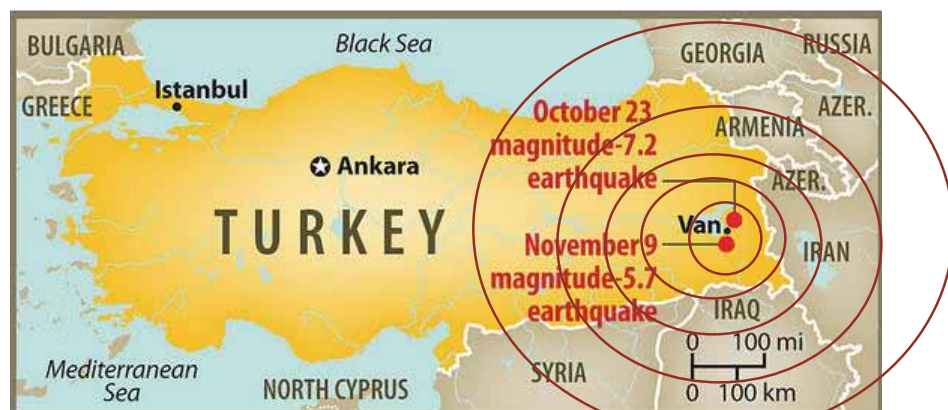 BULGARIA
Black Sea
GEORGIA
RUSSIA
GREECE
Istanbul
AZER.
October 23
magnitude-7.2
earthquake
ARMENIA
Ankara
AZER.
TURKEY
Van
November 9
magnitude-5.7
earthquake
IRAN
IRAQ
0 100 mi
0 100 km
Mediterranean
Sea
NORTH CYPRUS
SYRIA